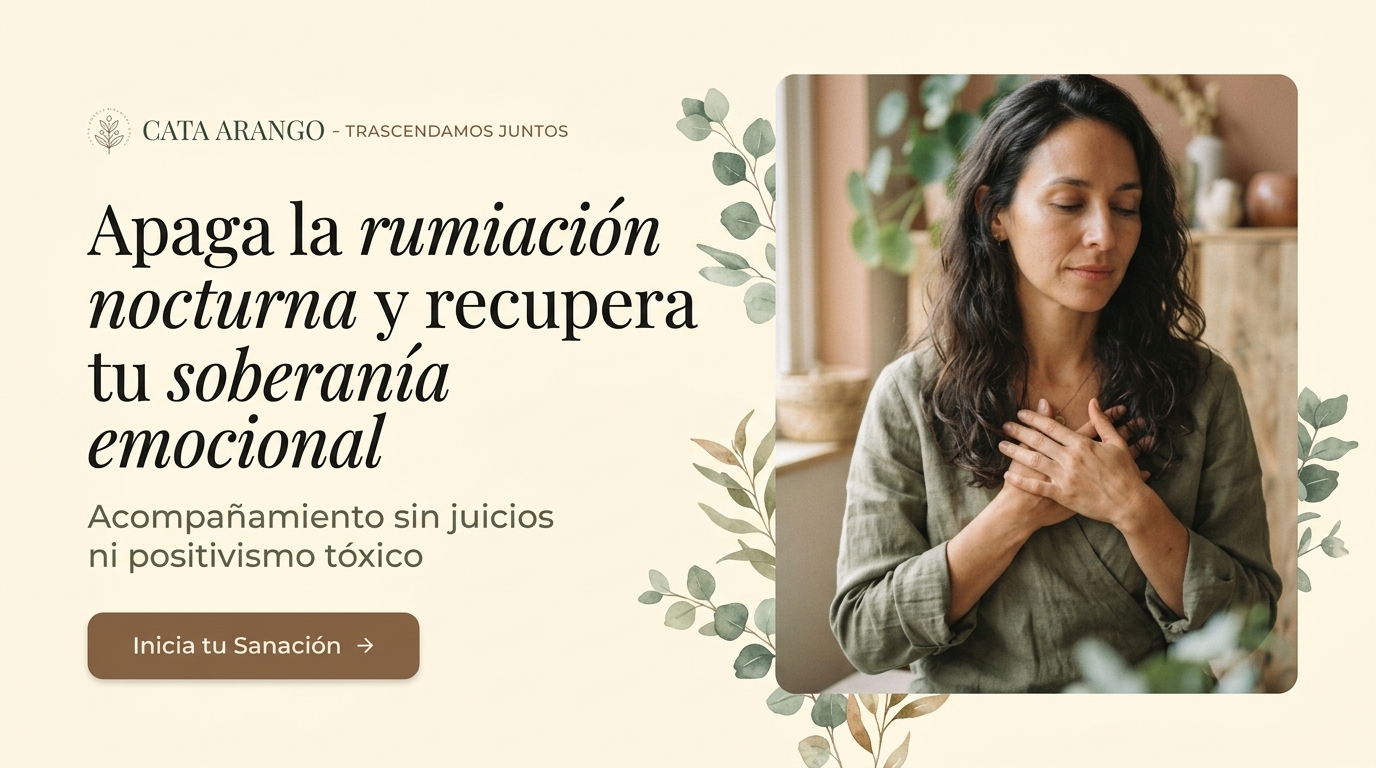 CATA ARANGO – TRASCENDAMOS JUNTOS
Apaga la rumiación
nocturna y recupera
tu soberanía
emocional
Acompañamiento sin juicios
ni positivismo tóxico
Inicia tu Sanación →